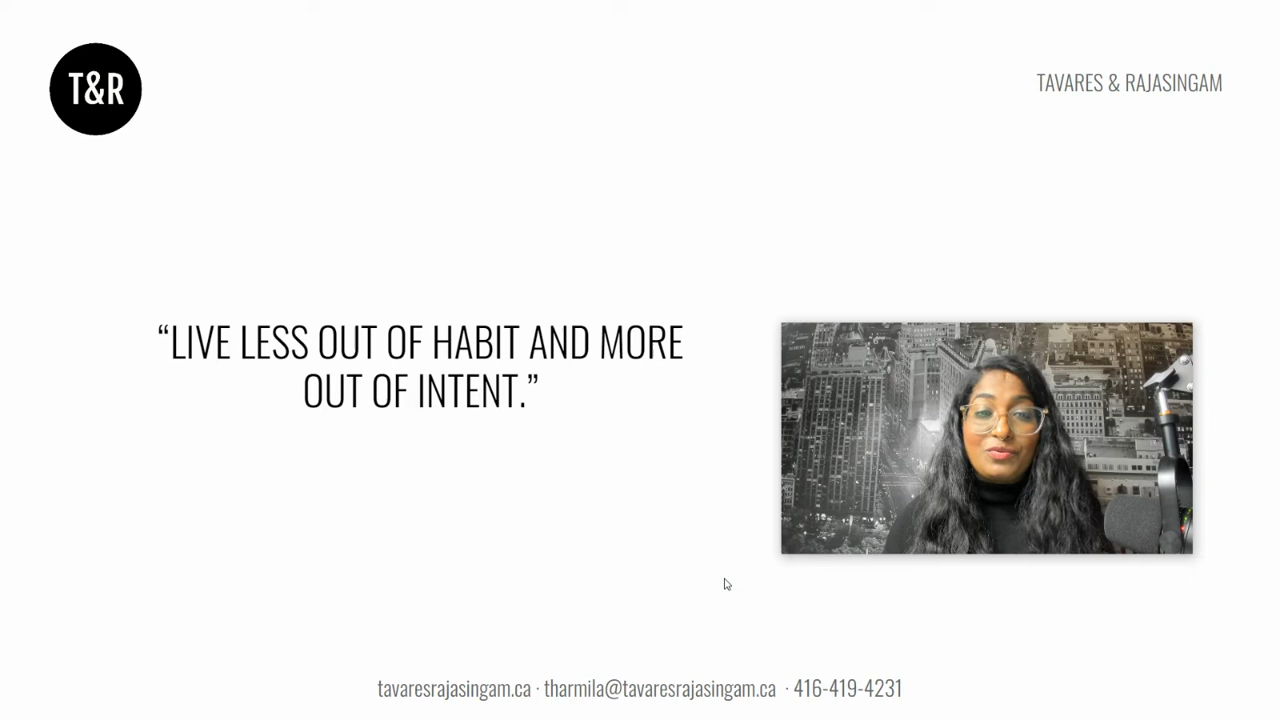 T&R
TAVARES & RAJASINGAM
“LIVE LESS OUT OF HABIT AND MORE
OUT OF INTENT.”
tavaresrajasingam.ca · tharmila@tavaresrajasingam.ca · 416-419-4231